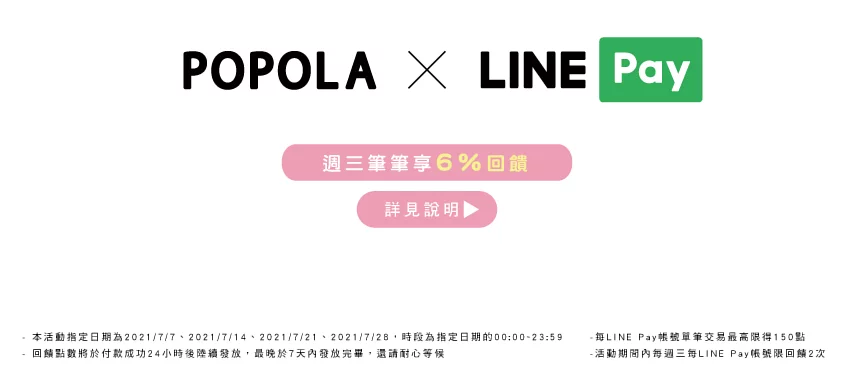 POPOLA × LINE Pay
週三筆筆享6%回饋
詳見說明▶
- 本活動指定日期為2021/7/7、2021/7/14、2021/7/21、2021/7/28，時段為指定日期的00:00~23:59
- 回饋點數將於付款成功24小時後陸續發放，最晚於7天內發放完畢，還請耐心等候
-每LINE Pay帳號單筆交易最高限得150點
-活動期間內每週三每LINE Pay帳號限回饋2次